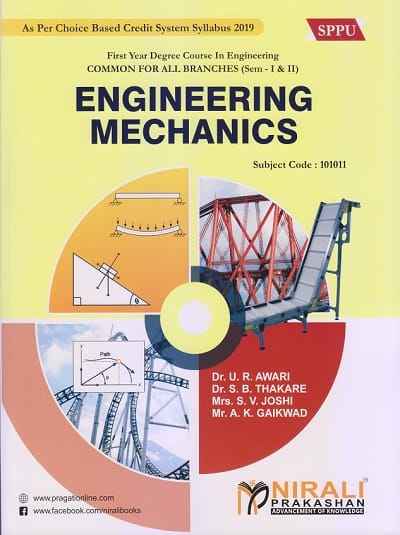 As Per Choice Based Credit System Syllabus 2019
SPPU
First Year Degree Course In Engineering
COMMON FOR ALL BRANCHES (Sem - I & II)
ENGINEERING
MECHANICS
Subject Code : 101011
θ
Path
θ
Dr. U. R. AWARI
Dr. S. B. THAKARE
Mrs. S. V. JOSHI
Mr. A. K. GAIKWAD
www.pragationline.com
www.facebook.com/niralibooks
NIRALI
PRAKASHAN
ADVANCEMENT OF KNOWLEDGE